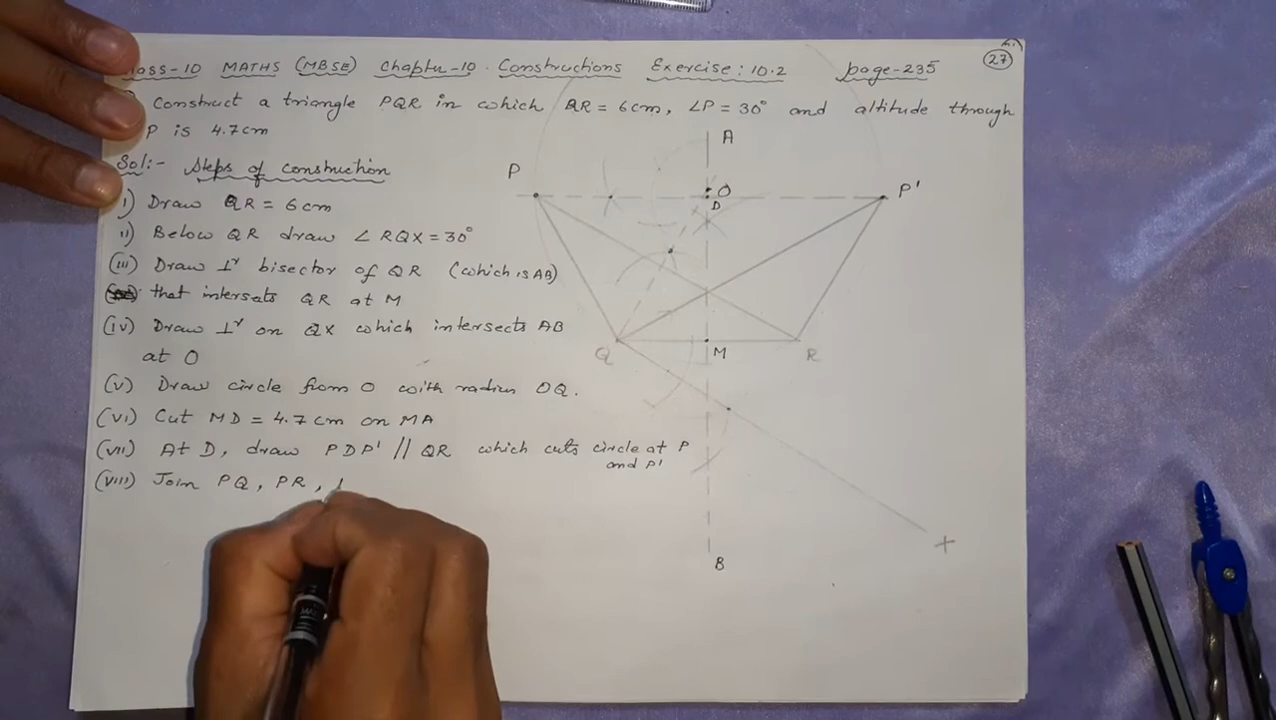 MATHS (MBSE) Chapter-10. Constructions Exercise: 10.2 page-235
27
Construct a triangle PQR in which QR = 6cm, ∠P = 30° and altitude through
P is 4.7cm
Sol:- Steps of construction
i) Draw QR = 6cm
ii) Below QR draw ∠RQX = 30°
(iii) Draw ⊥r bisector of QR (which is AB)
that intersats QR at M
(iv) Draw ⊥r on QX which intersects AB
at O
(v) Draw circle from O with radius OQ.
(vi) Cut MD = 4.7 cm on MA
(vii) At D, draw PDP' // QR which cuts circle at P
and P'
(viii) Join PQ, PR,
A
P
O
D
P'
Q
M
R
X
B